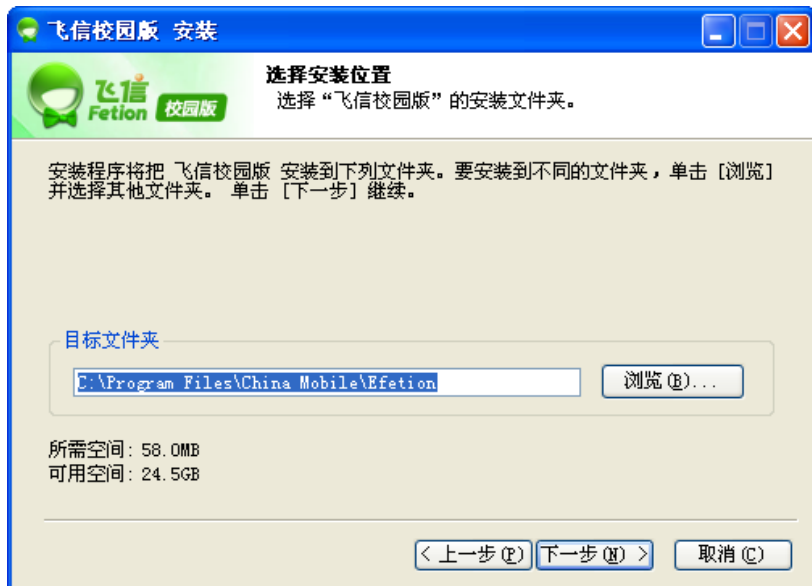 飞信校园版 安装
飞信
Fetion 校园版
选择安装位置
选择“飞信校园版”的安装文件夹。
安装程序将把 飞信校园版 安装到下列文件夹。要安装到不同的文件夹，单击 [浏览]
并选择其他文件夹。 单击 [下一步] 继续。
目标文件夹
C:\Program Files\China Mobile\Efetion
浏览(B)...
所需空间: 58.0MB
可用空间: 24.5GB
< 上一步(P) 下一步(N) > 取消(C)